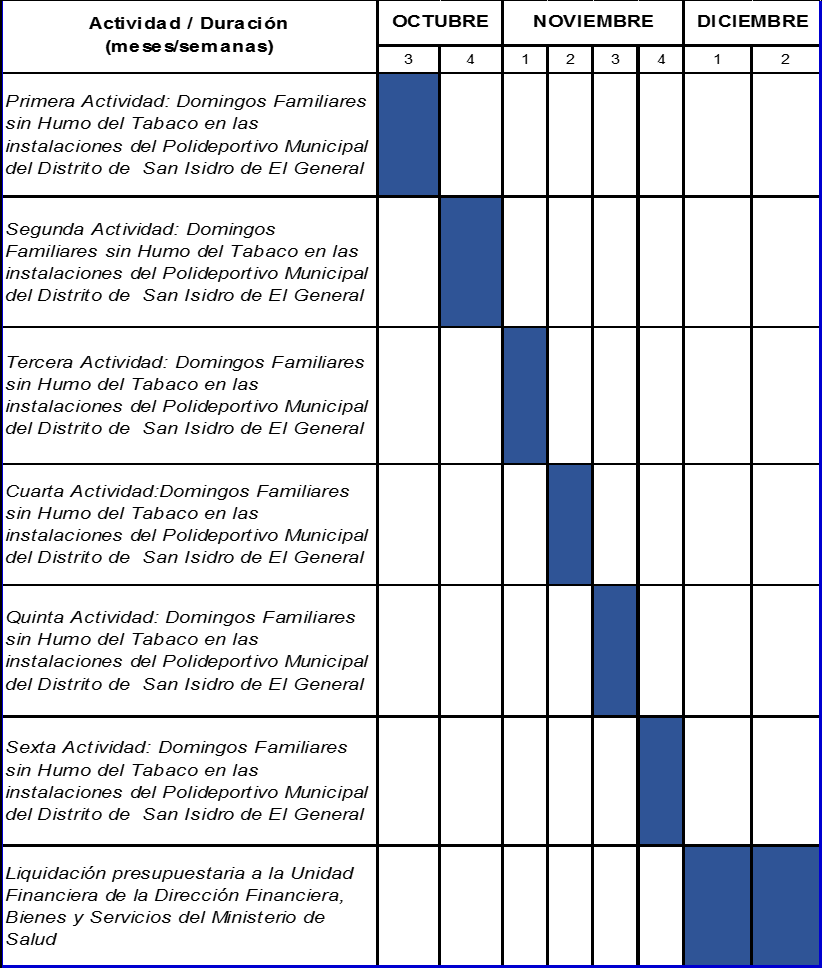 Actividad / Duración
(meses/semanas)
OCTUBRE
NOVIEMBRE
DICIEMBRE
3
4
1
2
3
4
1
2
Primera Actividad: Domingos Familiares
sin Humo del Tabaco en las
instalaciones del Polideportivo Municipal
del Distrito de San Isidro de El General
Segunda Actividad: Domingos
Familiares sin Humo del Tabaco en las
instalaciones del Polideportivo Municipal
del Distrito de San Isidro de El General
Tercera Actividad: Domingos Familiares
sin Humo del Tabaco en las
instalaciones del Polideportivo Municipal
del Distrito de San Isidro de El General
Cuarta Actividad:Domingos Familiares
sin Humo del Tabaco en las
instalaciones del Polideportivo Municipal
del Distrito de San Isidro de El General
Quinta Actividad: Domingos Familiares
sin Humo del Tabaco en las
instalaciones del Polideportivo Municipal
del Distrito de San Isidro de El General
Sexta Actividad: Domingos Familiares
sin Humo del Tabaco en las
instalaciones del Polideportivo Municipal
del Distrito de San Isidro de El General
Liquidación presupuestaria a la Unidad
Financiera de la Dirección Financiera,
Bienes y Servicios del Ministerio de
Salud